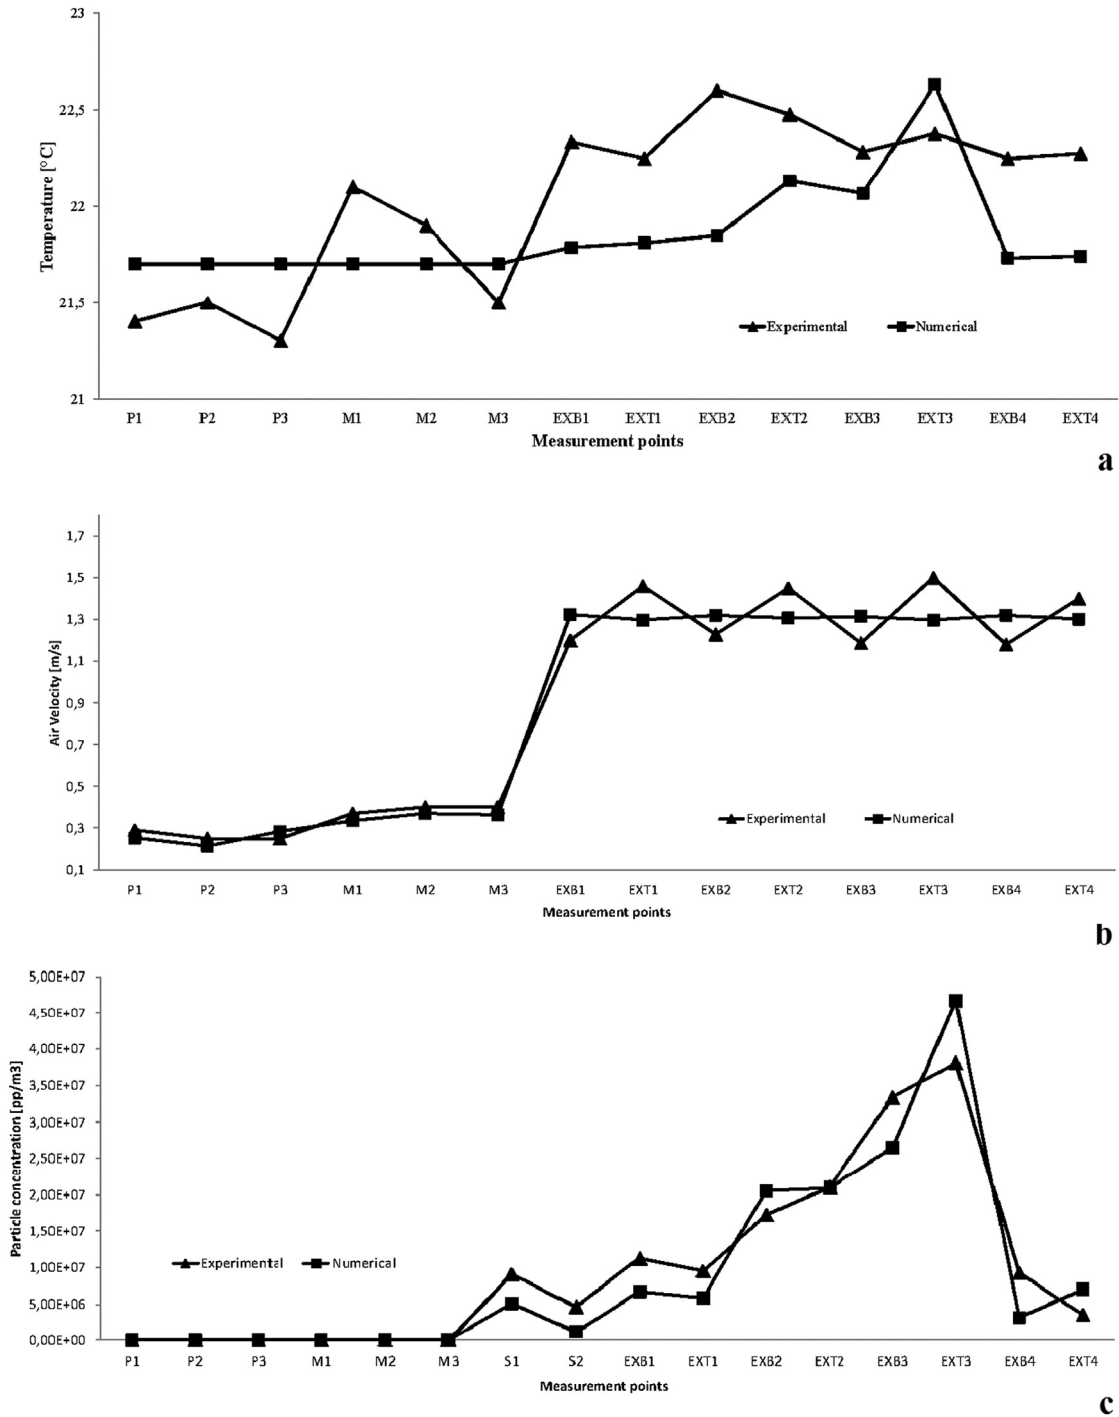 23
22,5
22
21,5
21
Temperature [°C]
Experimental Numerical
P1 P2 P3 M1 M2 M3 EXB1 EXT1 EXB2 EXT2 EXB3 EXT3 EXB4 EXT4
Measurement points
a
1,7
1,5
1,3
1,1
0,9
0,7
0,5
0,3
0,1
Air Velocity [m/s]
Experimental Numerical
P1 P2 P3 M1 M2 M3 EXB1 EXT1 EXB2 EXT2 EXB3 EXT3 EXB4 EXT4
Measurement points
b
5,00E+07
4,50E+07
4,00E+07
3,50E+07
3,00E+07
2,50E+07
2,00E+07
1,50E+07
1,00E+07
5,00E+06
0,00E+00
Particle concentration [pp/m3]
Experimental Numerical
P1 P2 P3 M1 M2 M3 S1 S2 EXB1 EXT1 EXB2 EXT2 EXB3 EXT3 EXB4 EXT4
Measurement points
c